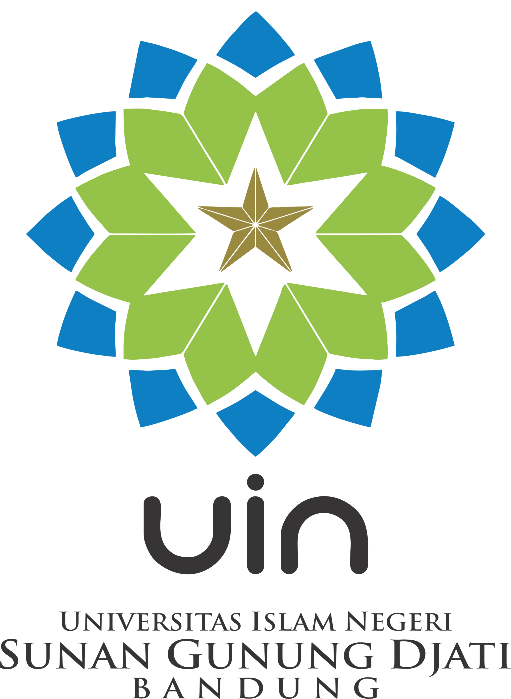 uin
UNIVERSITAS ISLAM NEGERI
SUNAN GUNUNG DJATI
BANDUNG